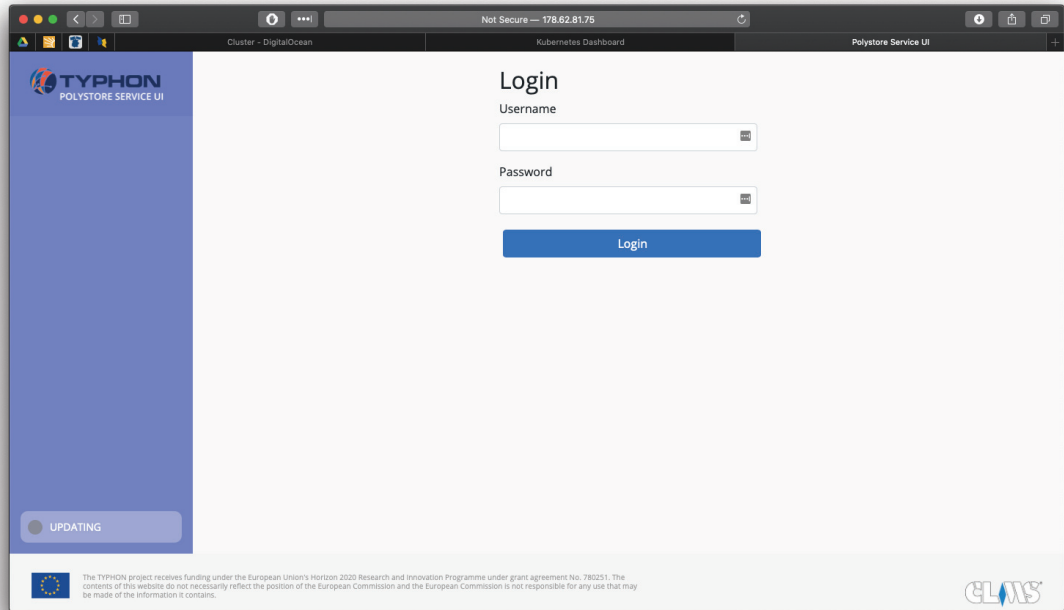 Not Secure — 178.62.81.75
Cluster - DigitalOcean
Kubernetes Dashboard
Polystore Service UI
TYPHON
POLYSTORE SERVICE UI
Login
Username
Password
Login
UPDATING
The TYPHON project receives funding under the European Union's Horizon 2020 Research and Innovation Programme under grant agreement No. 780251. The
contents of this website do not necessarily reflect the position of the European Commission and the European Commission is not responsible for any use that may
be made of the information it contains.
CLMS